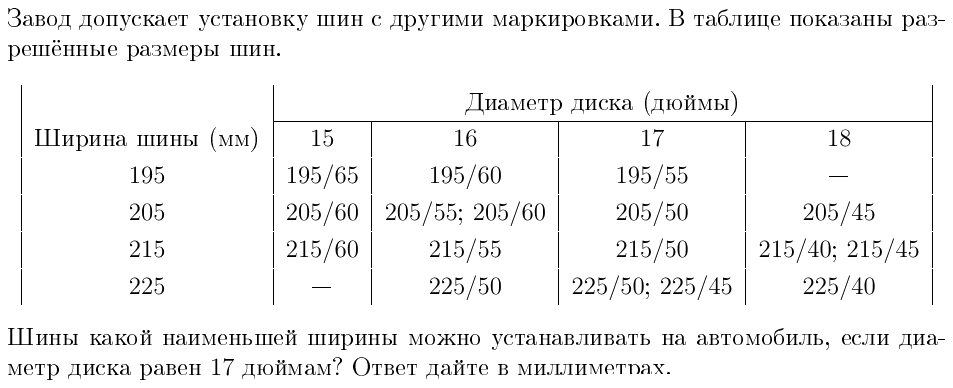 Завод допускает установку шин с другими маркировками. В таблице показаны раз-
решённые размеры шин.
Диаметр диска (дюймы)
Ширина шины (мм) 15 16 17 18
195 195/65 195/60 195/55 —
205 205/60 205/55; 205/60 205/50 205/45
215 215/60 215/55 215/50 215/40; 215/45
225 — 225/50 225/50; 225/45 225/40
Шины какой наименьшей ширины можно устанавливать на автомобиль, если диа-
метр диска равен 17 дюймам? Ответ дайте в миллиметрах.